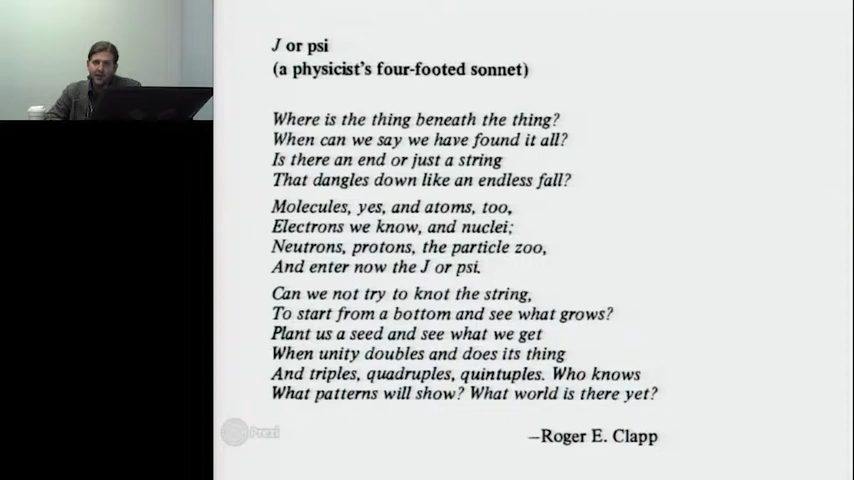 J or psi
(a physicist's four-footed sonnet)
Where is the thing beneath the thing?
When can we say we have found it all?
Is there an end or just a string
That dangles down like an endless fall?
Molecules, yes, and atoms, too,
Electrons we know, and nuclei;
Neutrons, protons, the particle zoo,
And enter now the J or psi.
Can we not try to knot the string,
To start from a bottom and see what grows?
Plant us a seed and see what we get
When unity doubles and does its thing
And triples, quadruples, quintuples. Who knows
What patterns will show? What world is there yet?
—Roger E. Clapp
Prezi